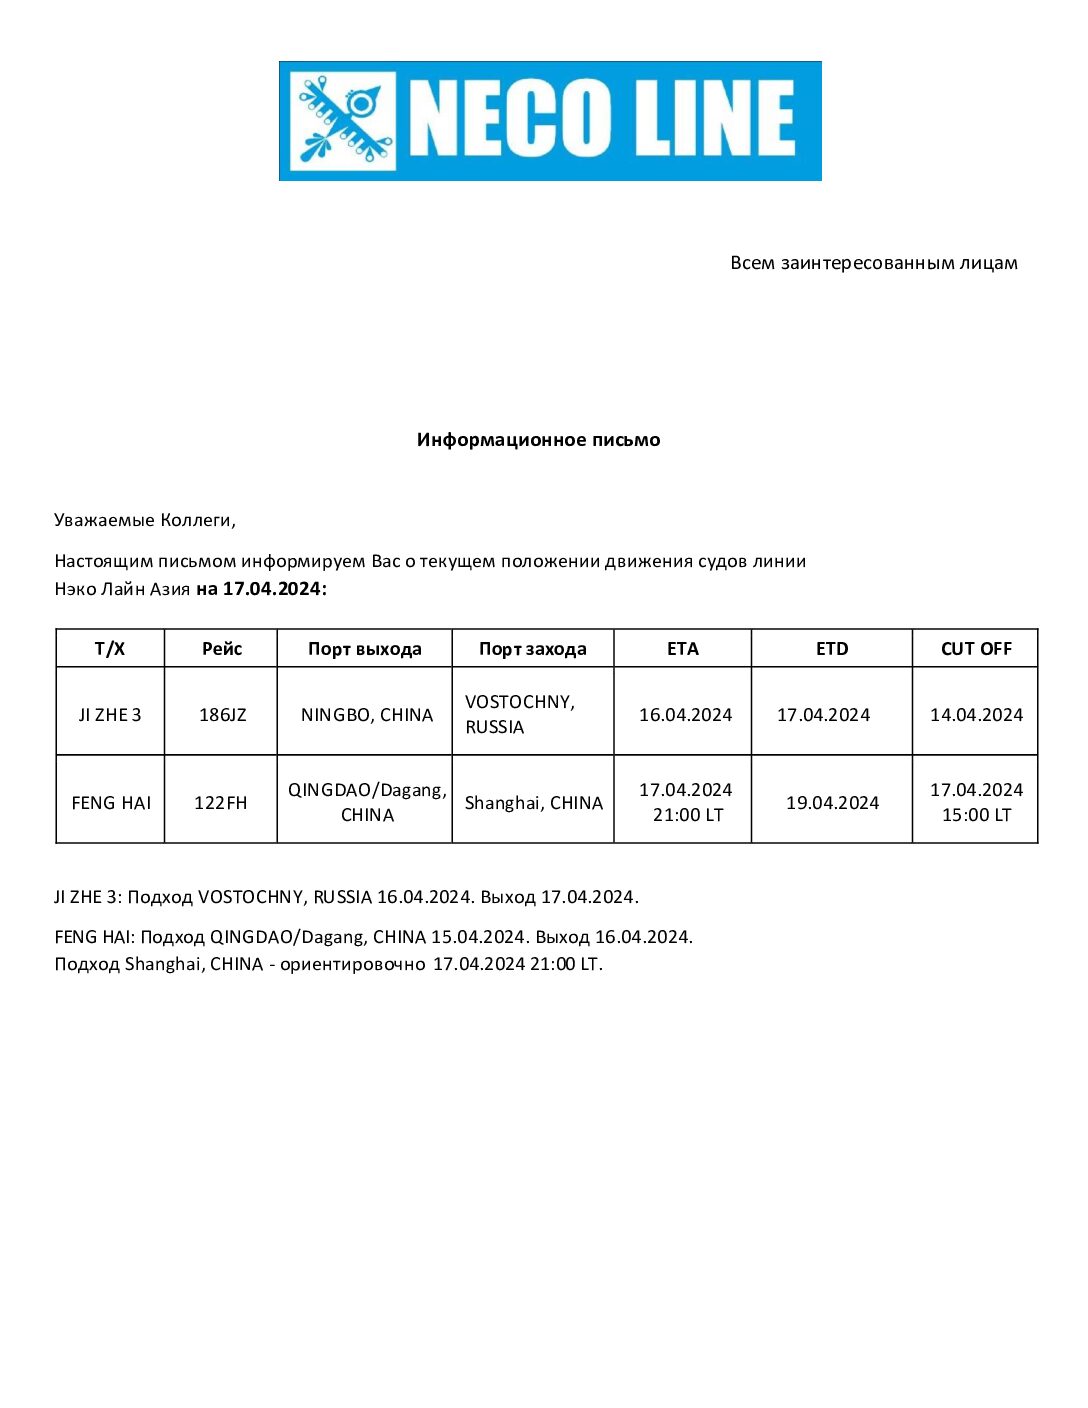 NECO LINE
Всем заинтересованным лицам
Информационное письмо
Уважаемые Коллеги,
Настоящим письмом информируем Вас о текущем положении движения судов линии
Нэко Лайн Азия на 17.04.2024:
Т/Х Рейс Порт выхода Порт захода ETA ETD CUT OFF
JI ZHE 3 186JZ NINGBO, CHINA VOSTOCHNY,
RUSSIA 16.04.2024 17.04.2024 14.04.2024
FENG HAI 122FH QINGDAO/Dagang,
CHINA Shanghai, CHINA 17.04.2024
21:00 LT 19.04.2024 17.04.2024
15:00 LT
JI ZHE 3: Подход VOSTOCHNY, RUSSIA 16.04.2024. Выход 17.04.2024.
FENG HAI: Подход QINGDAO/Dagang, CHINA 15.04.2024. Выход 16.04.2024.
Подход Shanghai, CHINA - ориентировочно 17.04.2024 21:00 LT.